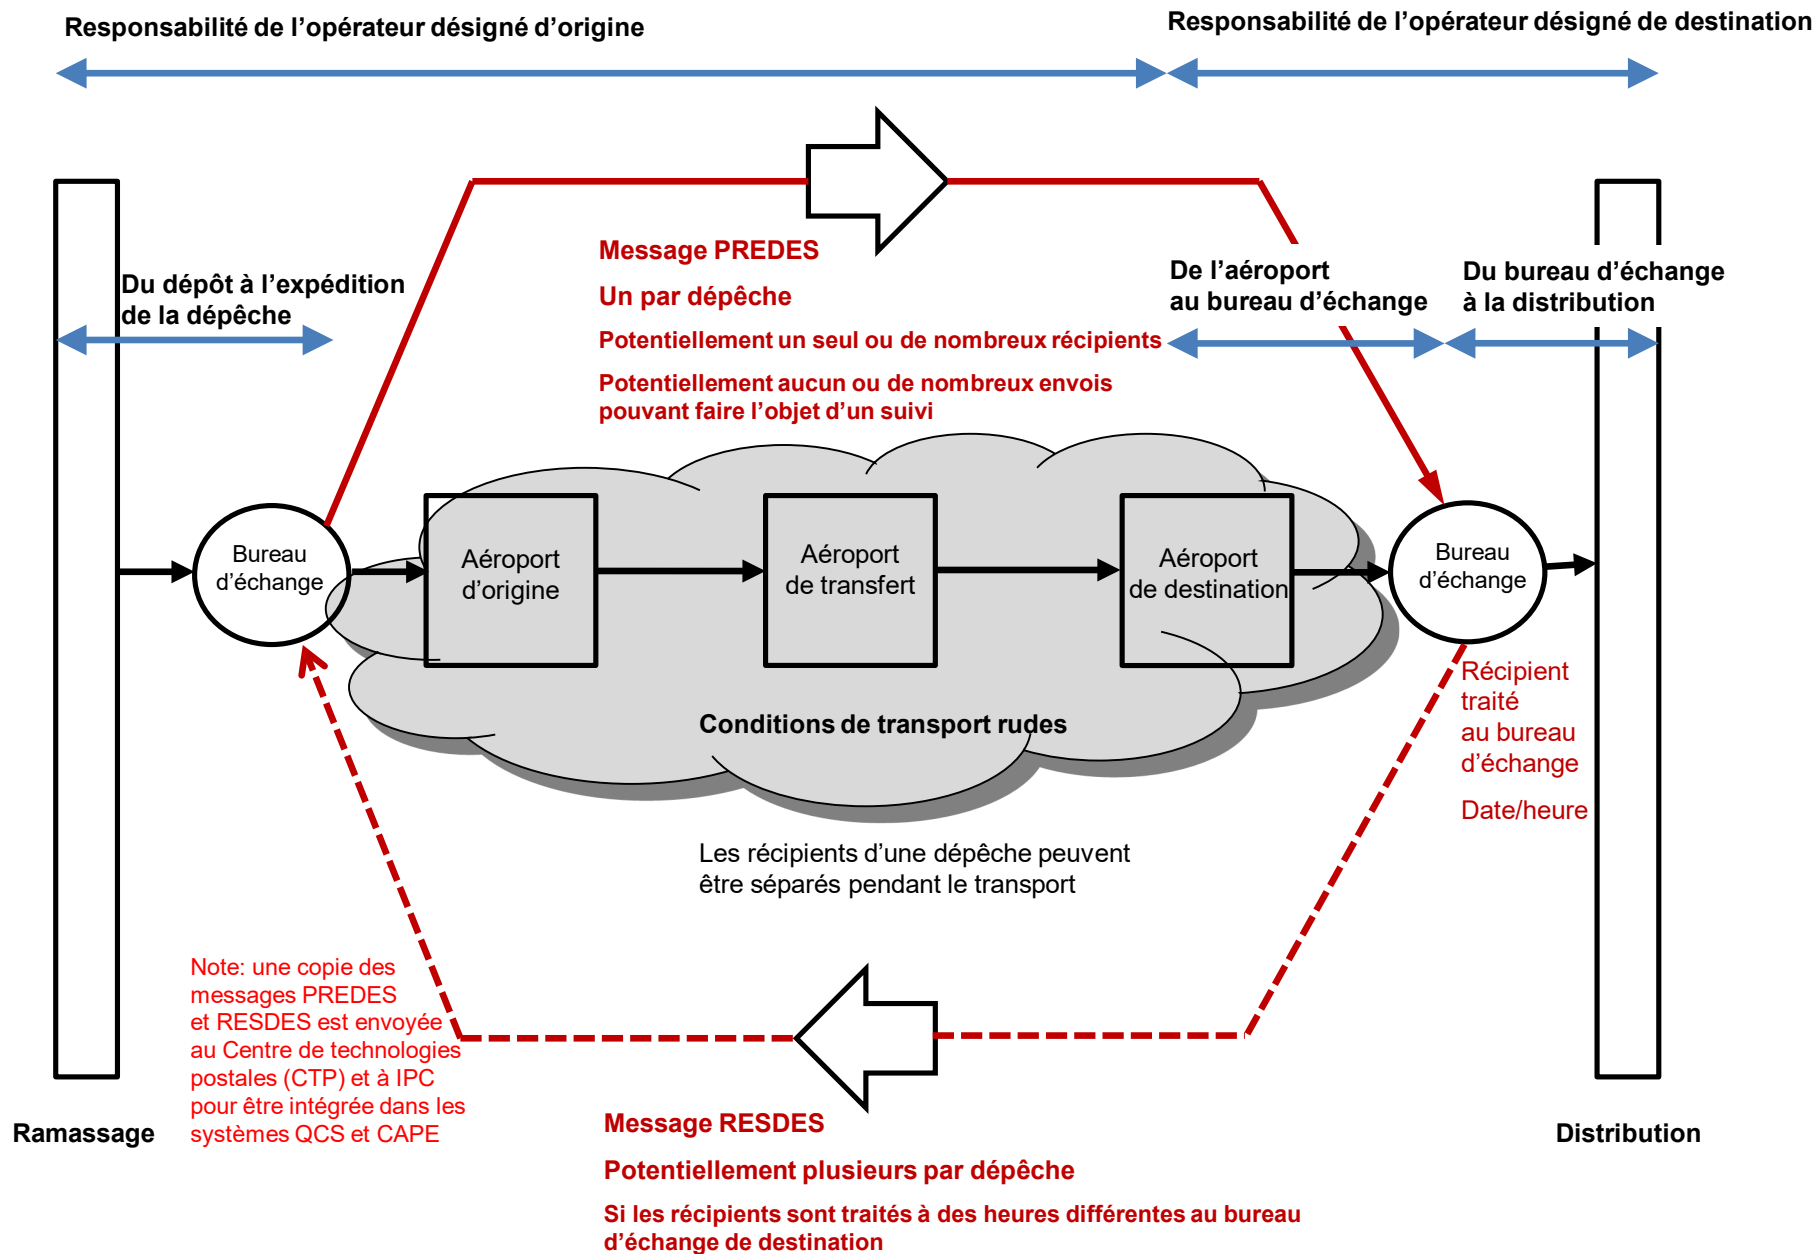 Responsabilité de l’opérateur désigné d’origine
Responsabilité de l’opérateur désigné de destination
Message PREDES
Un par dépêche
Potentiellement un seul ou de nombreux récipients
Potentiellement aucun ou de nombreux envois
pouvant faire l’objet d’un suivi
Du dépôt à l’expédition
de la dépêche
De l’aéroport
au bureau d’échange
Du bureau d’échange
à la distribution
Bureau
d’échange
Aéroport
d’origine
Aéroport
de transfert
Aéroport
de destination
Bureau
d’échange
Conditions de transport rudes
Récipient
traité
au bureau
d’échange
Date/heure
Les récipients d’une dépêche peuvent
être séparés pendant le transport
Note: une copie des
messages PREDES
et RESDES est envoyée
au Centre de technologies
postales (CTP) et à IPC
pour être intégrée dans les
systèmes QCS et CAPE
Ramassage
Distribution
Message RESDES
Potentiellement plusieurs par dépêche
Si les récipients sont traités à des heures différentes au bureau
d’échange de destination